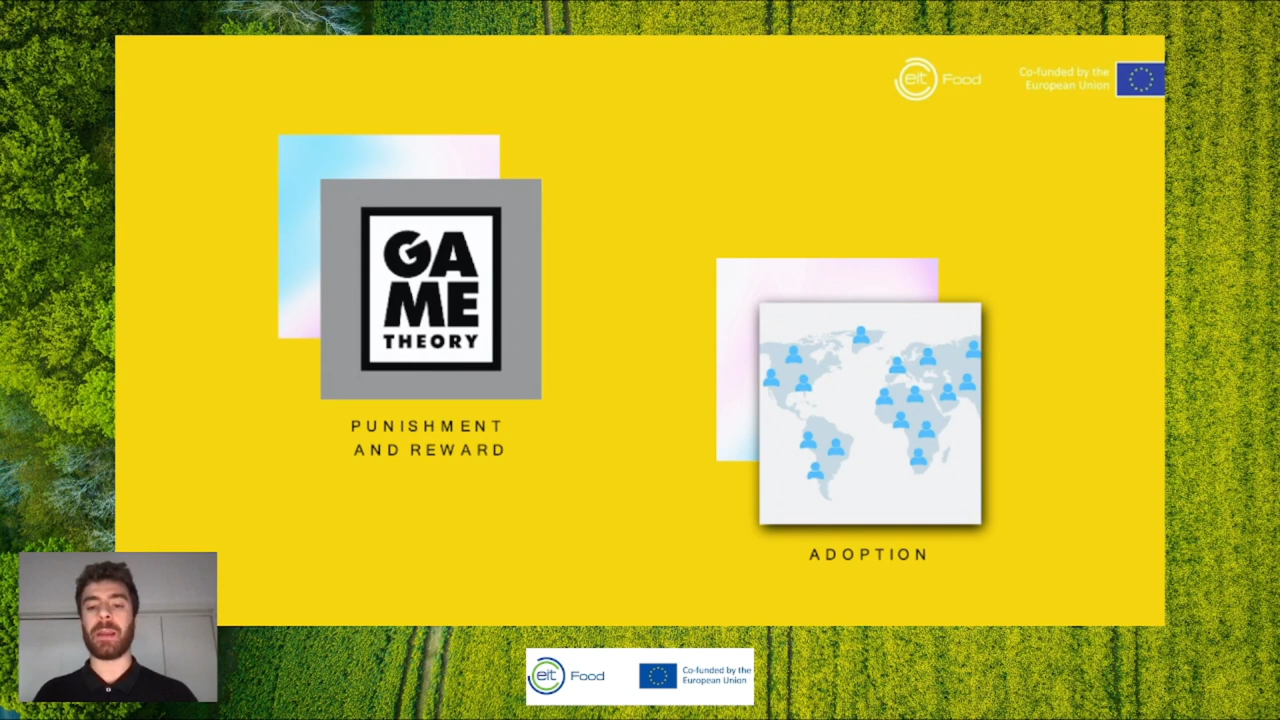 eit Food
Co-funded by the
European Union
GA
ME
THEORY
PUNISHMENT
AND REWARD
ADOPTION
eit Food
Co-funded by the
European Union